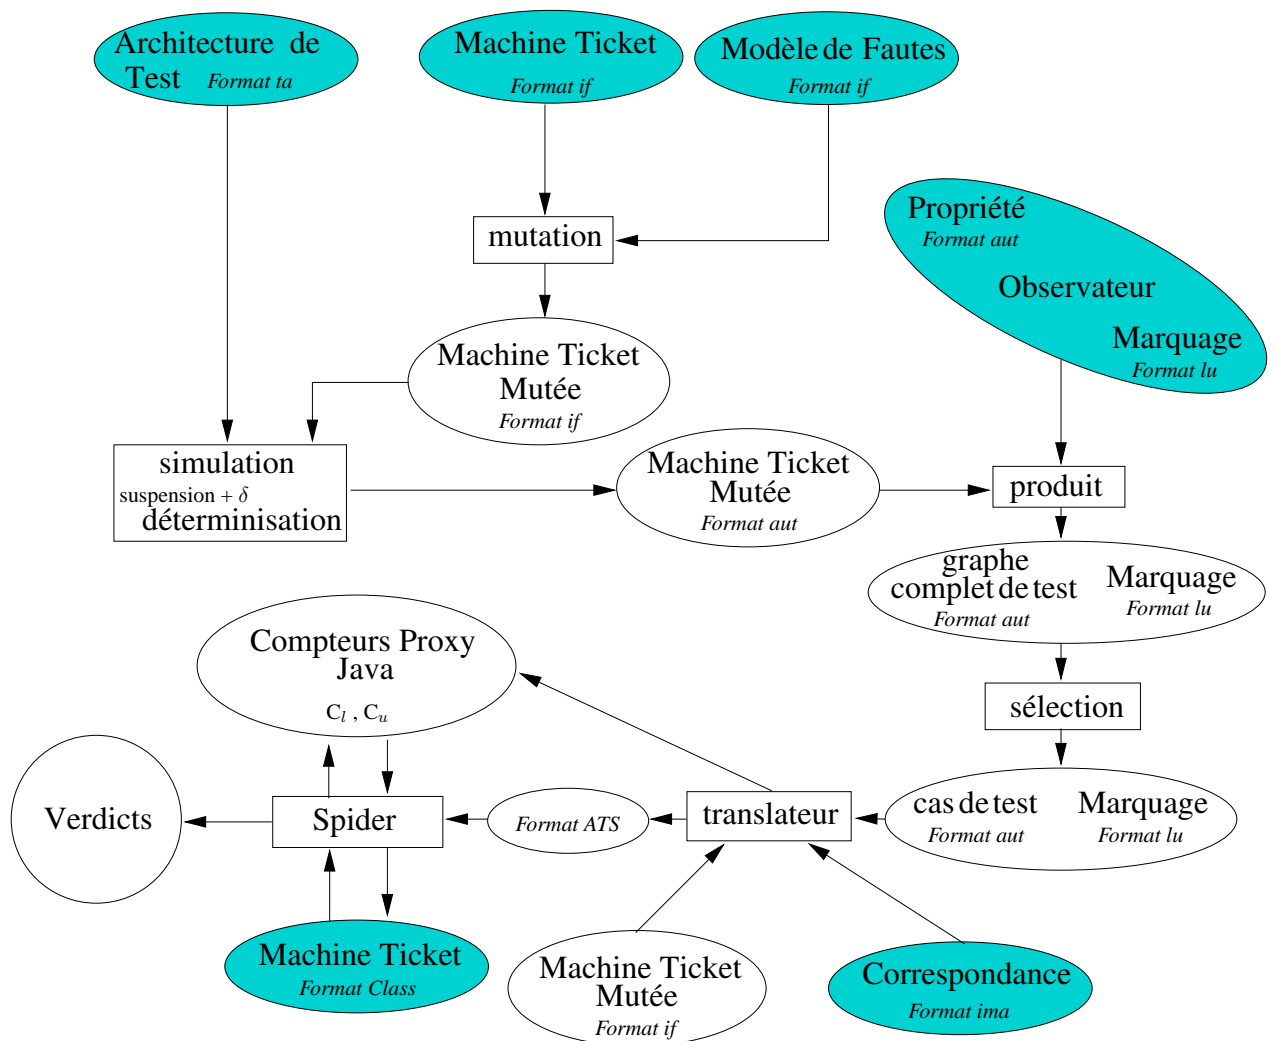 Architecture de
Test Format ta
Machine Ticket
Format if
Modèle de Fautes
Format if
Propriété
Format aut
Observateur
Marquage
Format lu
mutation
Machine Ticket
Mutée
Format if
simulation
suspension + δ
déterminisation
Machine Ticket
Mutée
Format aut
produit
graphe
complet de test
Format aut
Marquage
Format lu
Compteurs Proxy
Java
C_l , C_u
sélection
Verdicts
Spider
Format ATS
translateur
cas de test
Format aut
Marquage
Format lu
Machine Ticket
Format Class
Machine Ticket
Mutée
Format if
Correspondance
Format ima